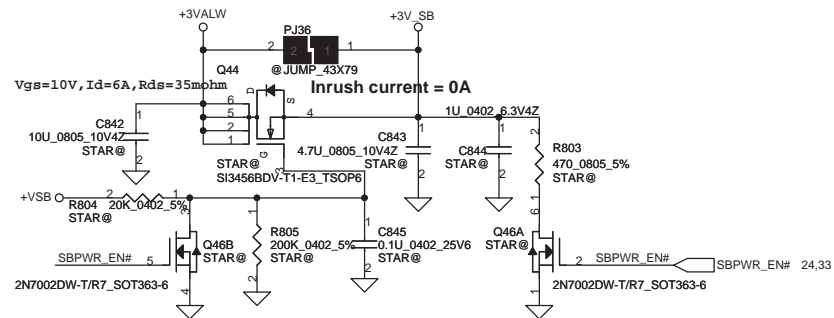 +3VALW
+3V_SB
PJ36
2 2 1 1
@JUMP_43X79
Q44
Vgs=10V,Id=6A,Rds=35mohm
Inrush current = 0A
D
S
6
5
2
1
4
G
3
1
C842
10U_0805_10V4Z
STAR@
2
STAR@
SI3456BDV-T1-E3_TSOP6
1
C843
4.7U_0805_10V4Z
STAR@
2
1U_0402_6.3V4Z
1
C844
STAR@
2
2
R803
470_0805_5%
STAR@
1
+VSB
2
1
R804
20K_0402_5%
STAR@
3
Q46B
STAR@
SBPWR_EN#
5
4
2N7002DW-T/R7_SOT363-6
1
R805
200K_0402_5%
STAR@
2
1
C845
0.1U_0402_25V6
STAR@
2
6
Q46A
STAR@
1
2
SBPWR_EN#
SBPWR_EN# 24,33
2N7002DW-T/R7_SOT363-6